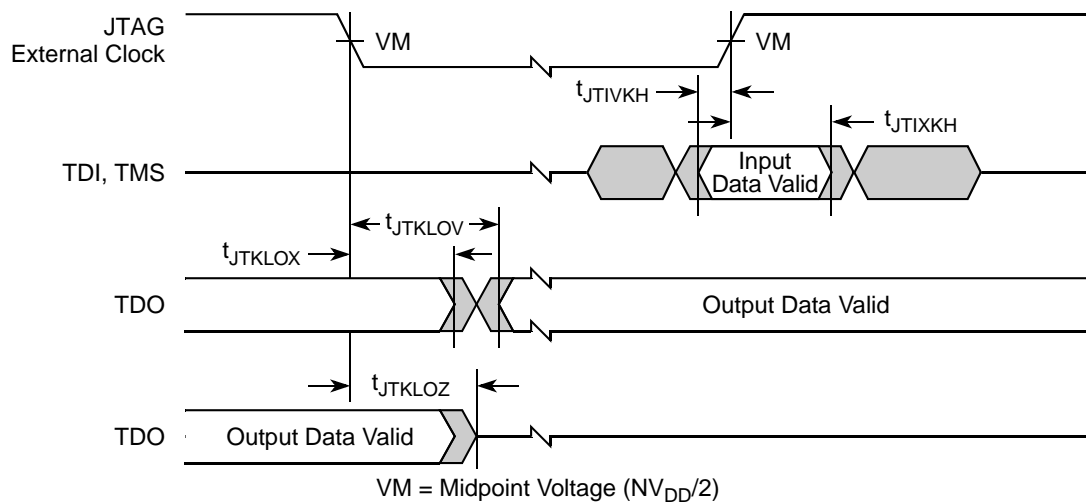 JTAG
External Clock
VM
VM
tJTIVKH
tJTIXKH
TDI, TMS
Input
Data Valid
tJTKLOV
tJTKLOX
TDO
Output Data Valid
tJTKLOZ
TDO
Output Data Valid
VM = Midpoint Voltage (NVDD/2)